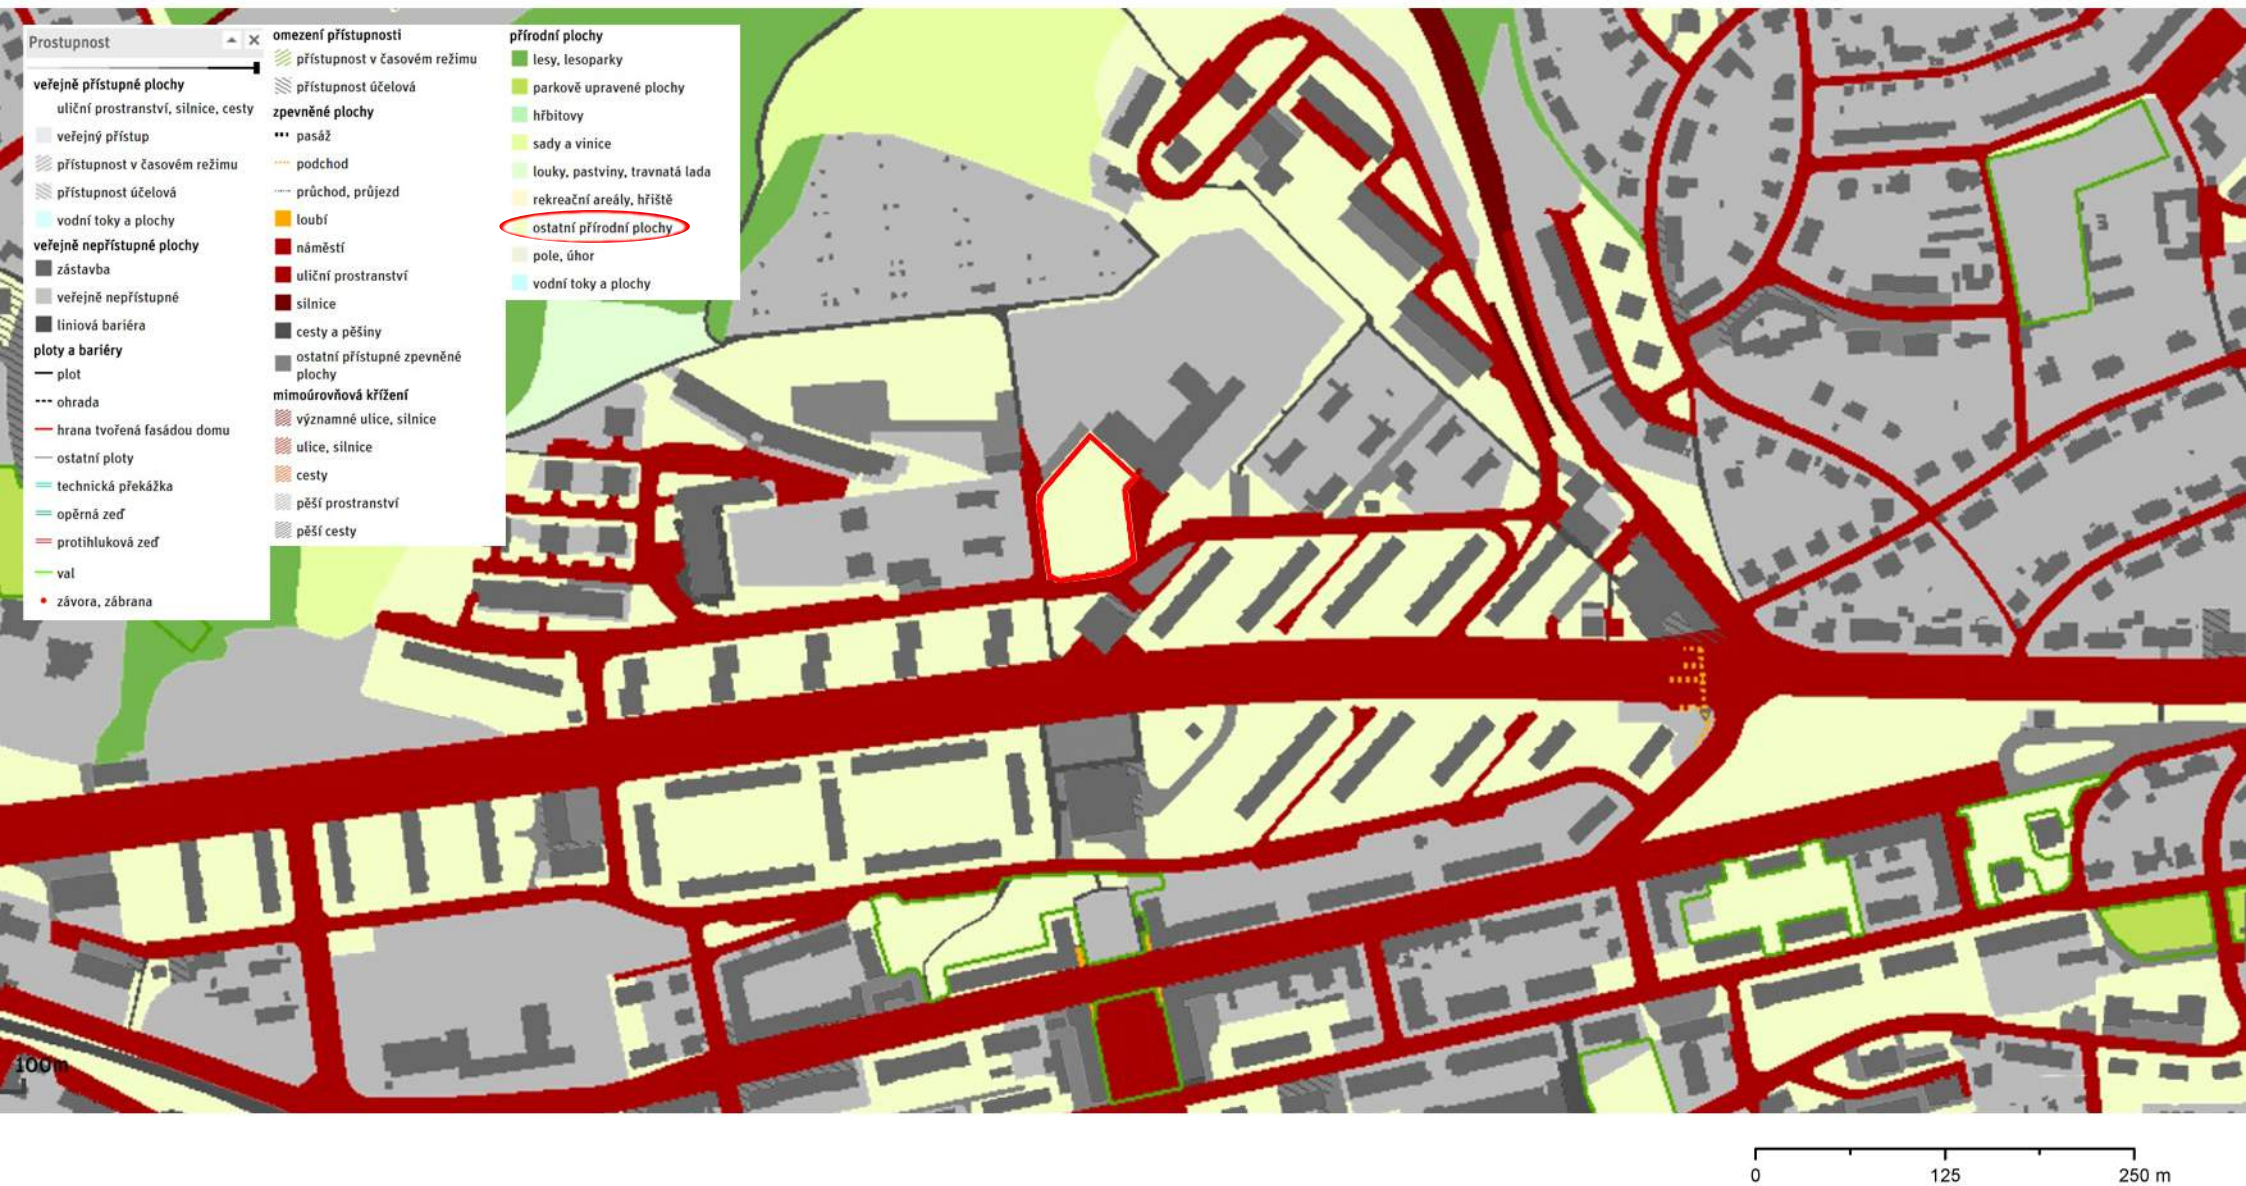 Prostupnost
veřejně přístupné plochy
uliční prostranství, silnice, cesty
veřejný přístup
přístupnost v časovém režimu
přístupnost účelová
vodní toky a plochy
veřejně nepřístupné plochy
zástavba
veřejně nepřístupné
liniová bariéra
ploty a bariéry
plot
ohrada
hrana tvořená fasádou domu
ostatní ploty
technická překážka
opěrná zeď
protihluková zeď
val
závora, zábrana
omezení přístupnosti
přístupnost v časovém režimu
přístupnost účelová
zpevněné plochy
pasáž
podchod
průchod, průjezd
loubí
náměstí
uliční prostranství
silnice
cesty a pěšiny
ostatní přístupné zpevněné
plochy
mimoúrovňová křížení
významné ulice, silnice
ulice, silnice
cesty
pěší prostranství
pěší cesty
přírodní plochy
lesy, lesoparky
parkově upravené plochy
hřbitovy
sady a vinice
louky, pastviny, travnatá lada
rekreační areály, hřiště
ostatní přírodní plochy
pole, úhor
vodní toky a plochy
100m
0 125 250 m